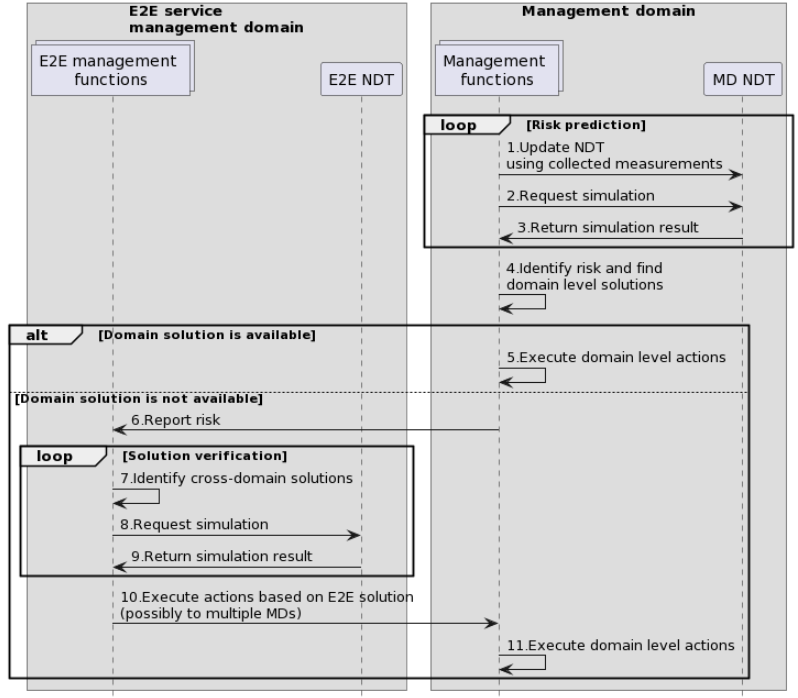 E2E service
management domain
Management domain
E2E management
functions
E2E NDT
Management
functions
MD NDT
loop
[Risk prediction]
1.Update NDT
using collected measurements
2.Request simulation
3.Return simulation result
4.Identify risk and find
domain level solutions
alt
[Domain solution is available]
5.Execute domain level actions
[Domain solution is not available]
6.Report risk
loop
[Solution verification]
7.Identify cross-domain solutions
8.Request simulation
9.Return simulation result
10.Execute actions based on E2E solution
(possibly to multiple MDs)
11.Execute domain level actions